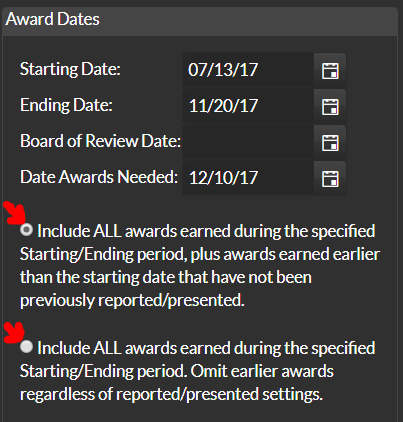 Award Dates
Starting Date: 07/13/17
Ending Date: 11/20/17
Board of Review Date:
Date Awards Needed: 12/10/17
Include ALL awards earned during the specified
Starting/Ending period, plus awards earned earlier
than the starting date that have not been
previously reported/presented.
Include ALL awards earned during the specified
Starting/Ending period. Omit earlier awards
regardless of reported/presented settings.